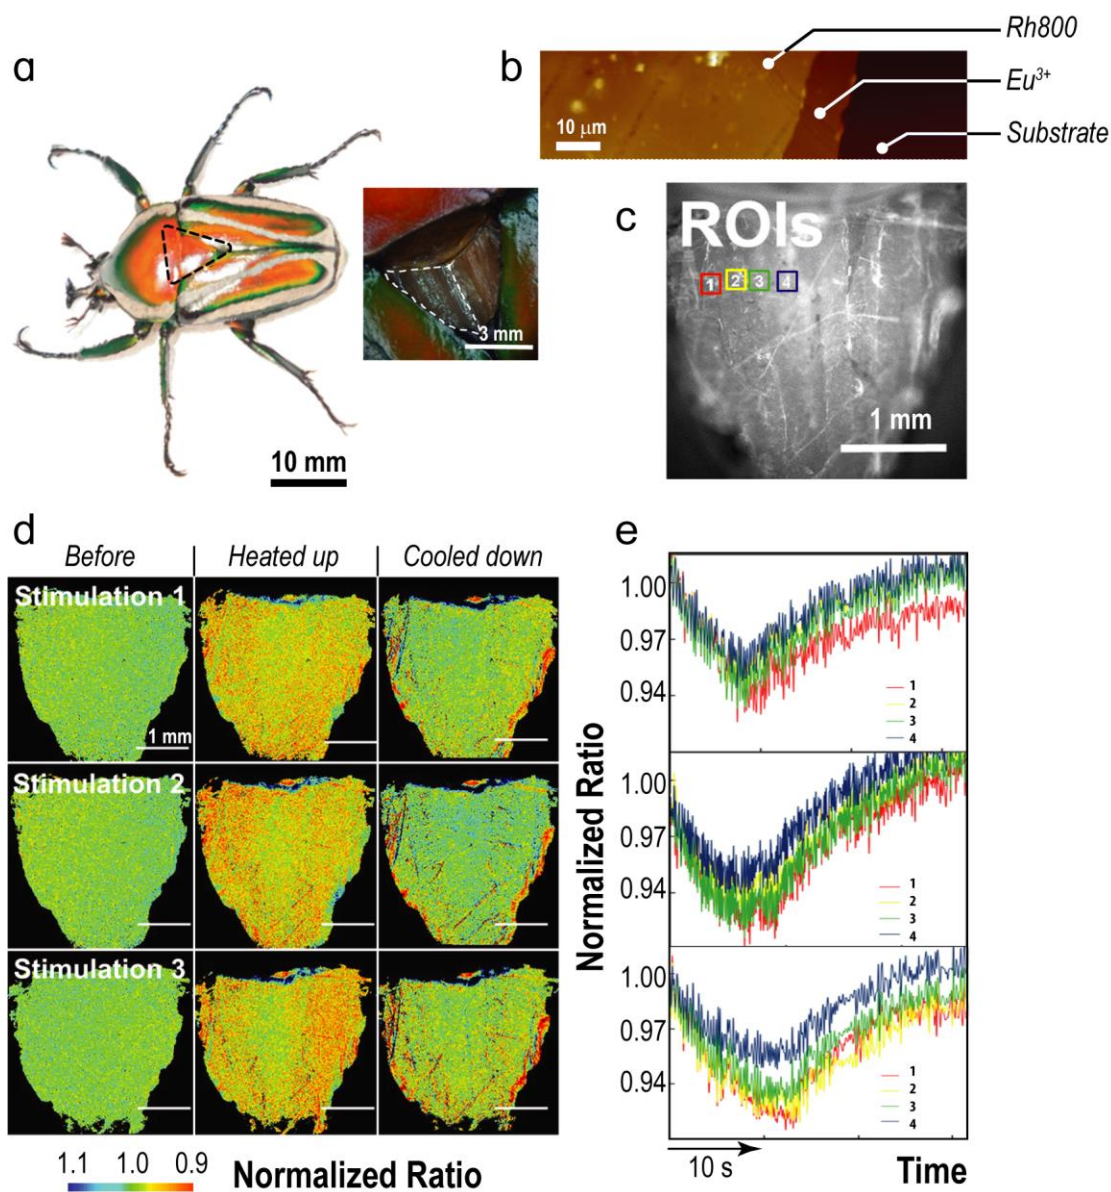 a
b
Rh800
Eu³⁺
Substrate
10 μm
3 mm
10 mm
c
ROIs
1 2 3 4
1 mm
d
Before Heated up Cooled down
Stimulation 1
1 mm
Stimulation 2
Stimulation 3
1.1 1.0 0.9
Normalized Ratio
e
1.00
0.97
0.94
1
2
3
4
1.00
0.97
0.94
1
2
3
4
1.00
0.97
0.94
1
2
3
4
Normalized Ratio
10 s
Time